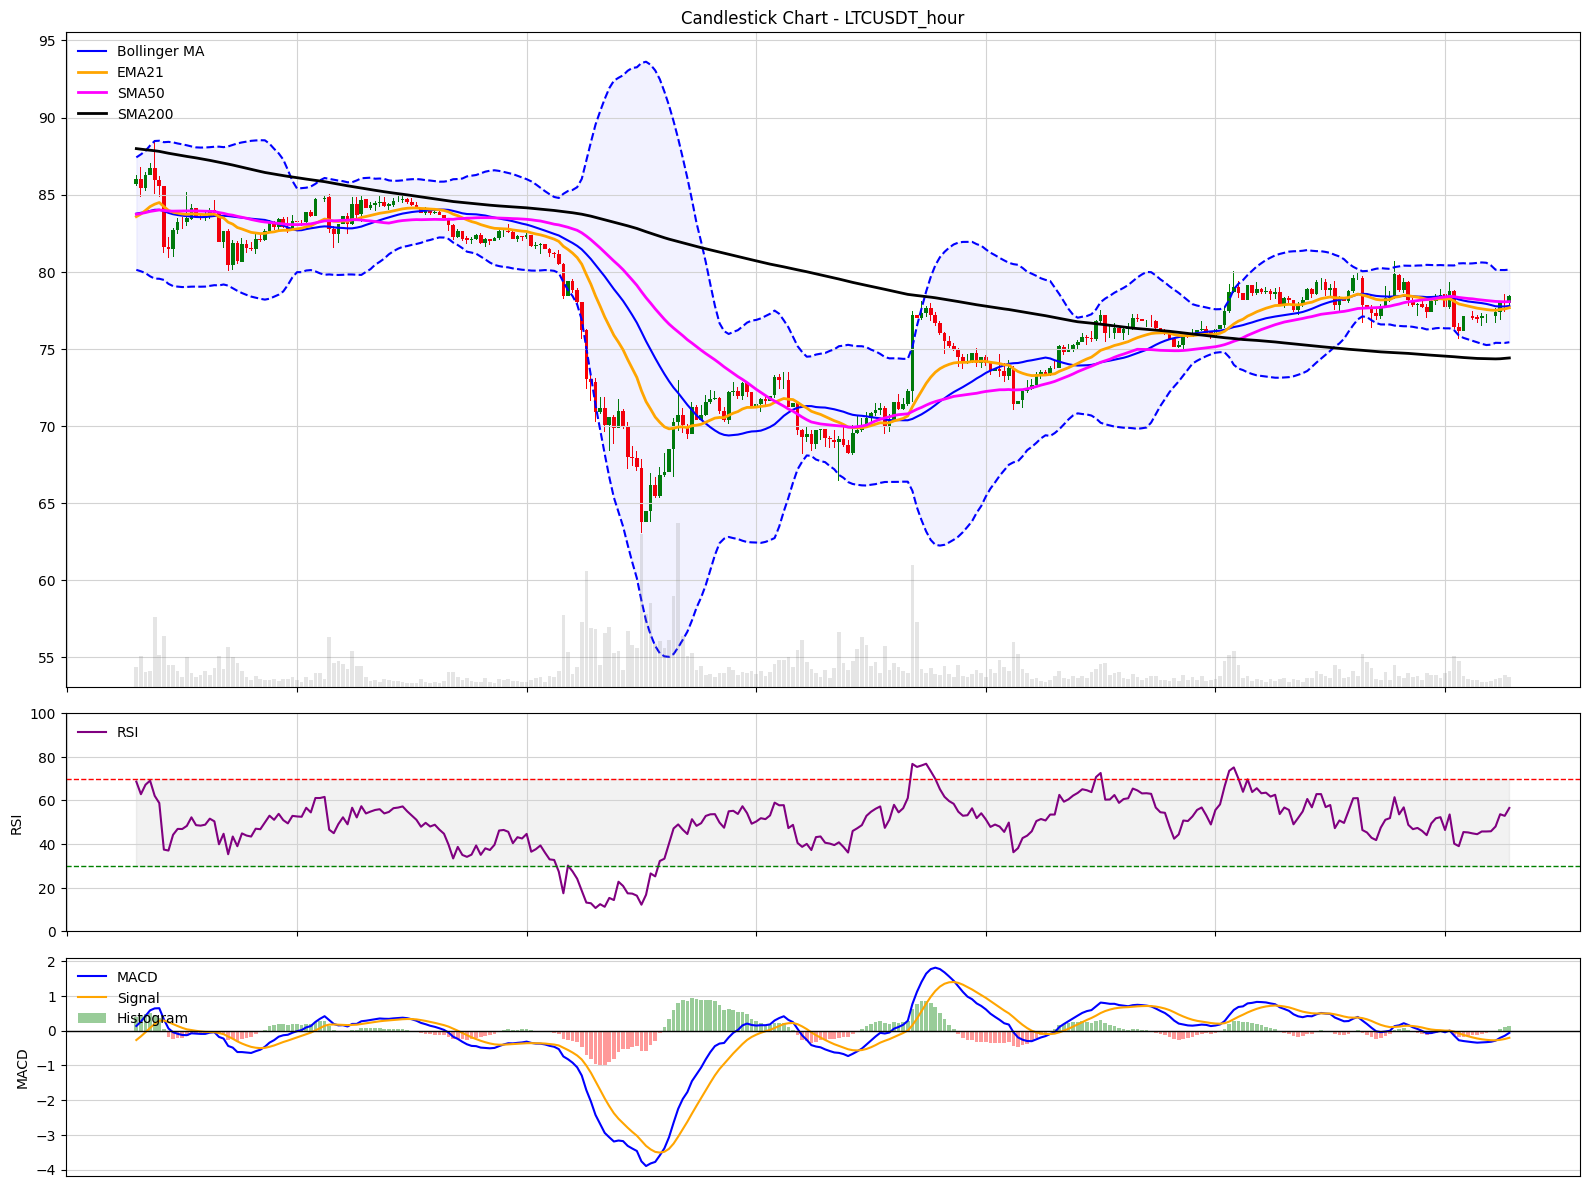 Candlestick Chart - LTCUSDT_hour
Bollinger MA
EMA21
SMA50
SMA200
95
90
85
80
75
70
65
60
55
RSI
100
80
60
40
20
0
RSI
MACD
Signal
Histogram
2
1
0
−1
−2
−3
−4
MACD